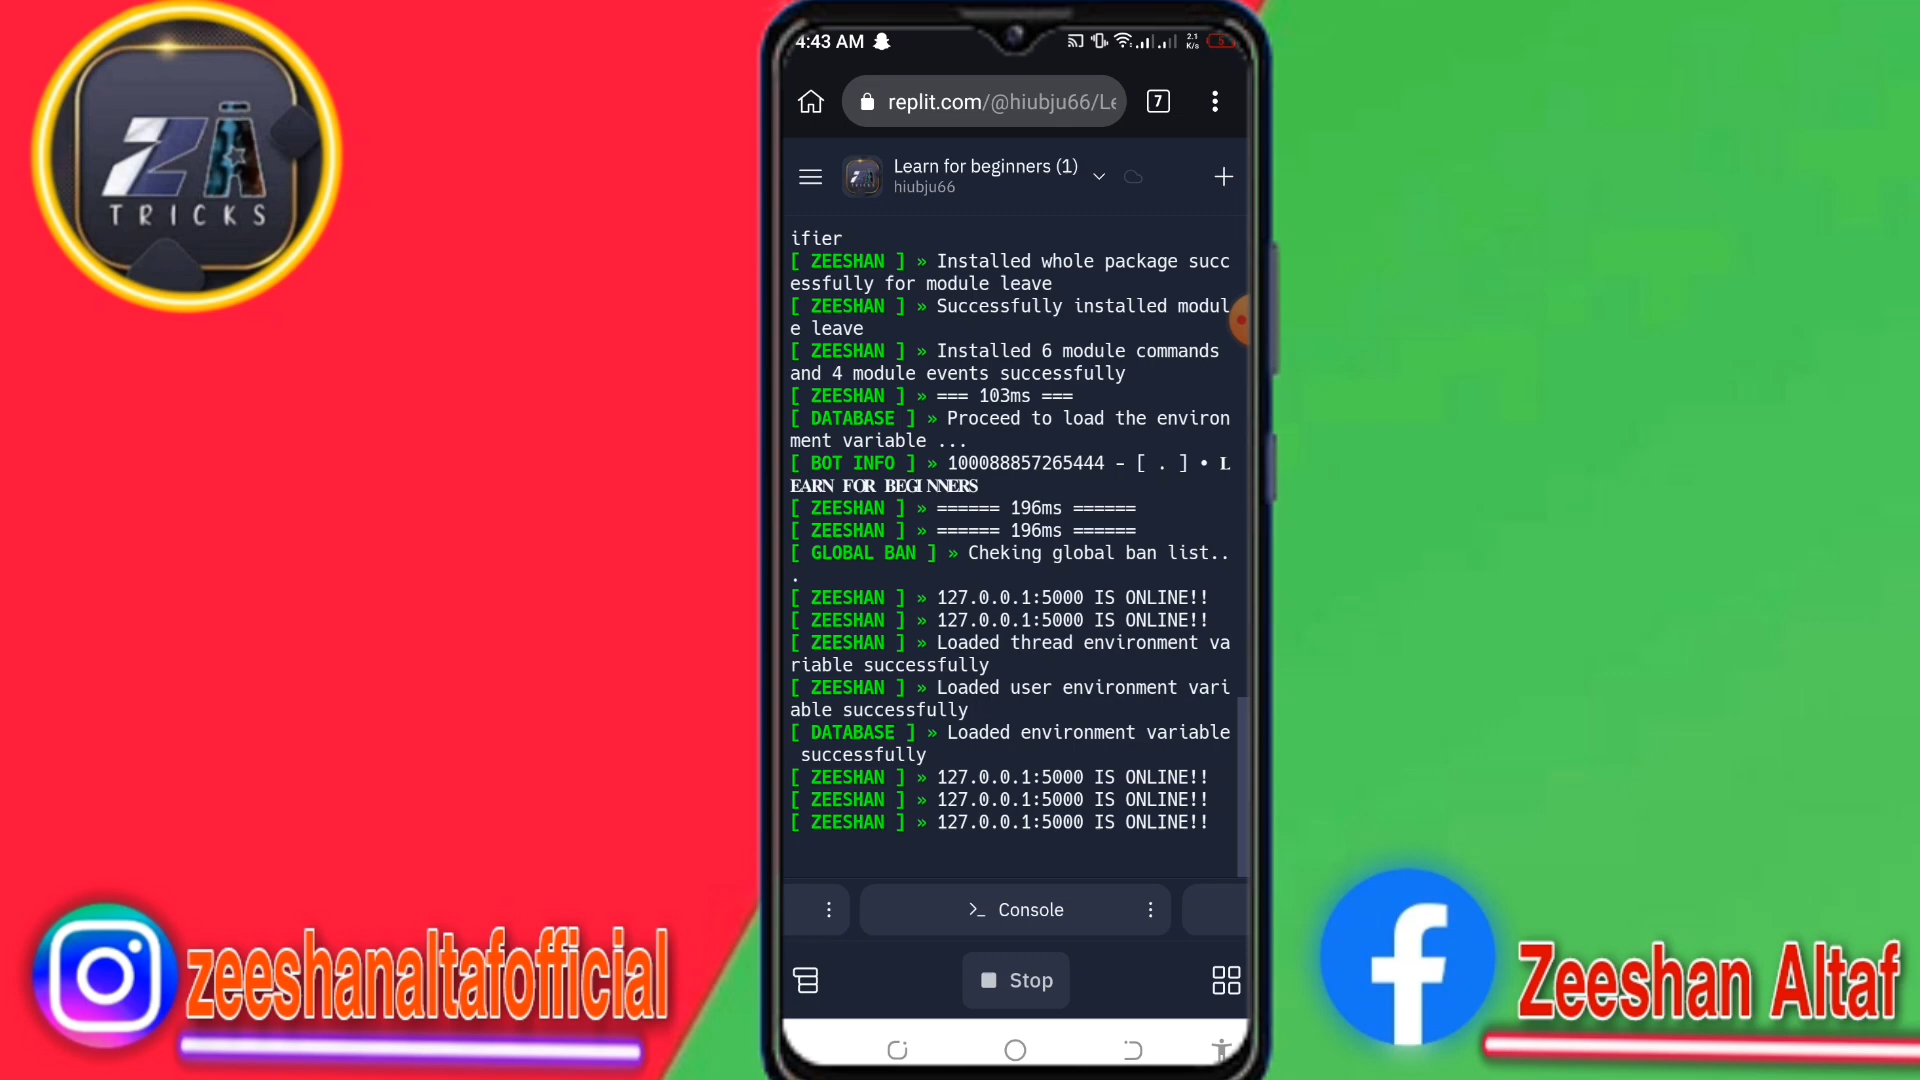 ZA
TRICKS
4:43 AM
2.1
K/s
5
replit.com/@hiubju66/Le
7
Learn for beginners (1)
hiubju66
ifier
[ ZEESHAN ] » Installed whole package succ
essfully for module leave
[ ZEESHAN ] » Successfully installed modul
e leave
[ ZEESHAN ] » Installed 6 module commands
and 4 module events successfully
[ ZEESHAN ] » === 103ms ===
[ DATABASE ] » Proceed to load the environ
ment variable ...
[ BOT INFO ] » 100088857265444 - [ . ] • 𝐋
𝐄𝐀𝐑𝐍 𝐅𝐎𝐑 𝐁𝐄𝐆𝐈𝐍𝐍𝐄𝐑𝐒
[ ZEESHAN ] » ====== 196ms ======
[ ZEESHAN ] » ====== 196ms ======
[ GLOBAL BAN ] » Cheking global ban list..
.
[ ZEESHAN ] » 127.0.0.1:5000 IS ONLINE!!
[ ZEESHAN ] » 127.0.0.1:5000 IS ONLINE!!
[ ZEESHAN ] » Loaded thread environment va
riable successfully
[ ZEESHAN ] » Loaded user environment vari
able successfully
[ DATABASE ] » Loaded environment variable
successfully
[ ZEESHAN ] » 127.0.0.1:5000 IS ONLINE!!
[ ZEESHAN ] » 127.0.0.1:5000 IS ONLINE!!
[ ZEESHAN ] » 127.0.0.1:5000 IS ONLINE!!
Console
Stop
zeeshanaltafofficial
Zeeshan Altaf